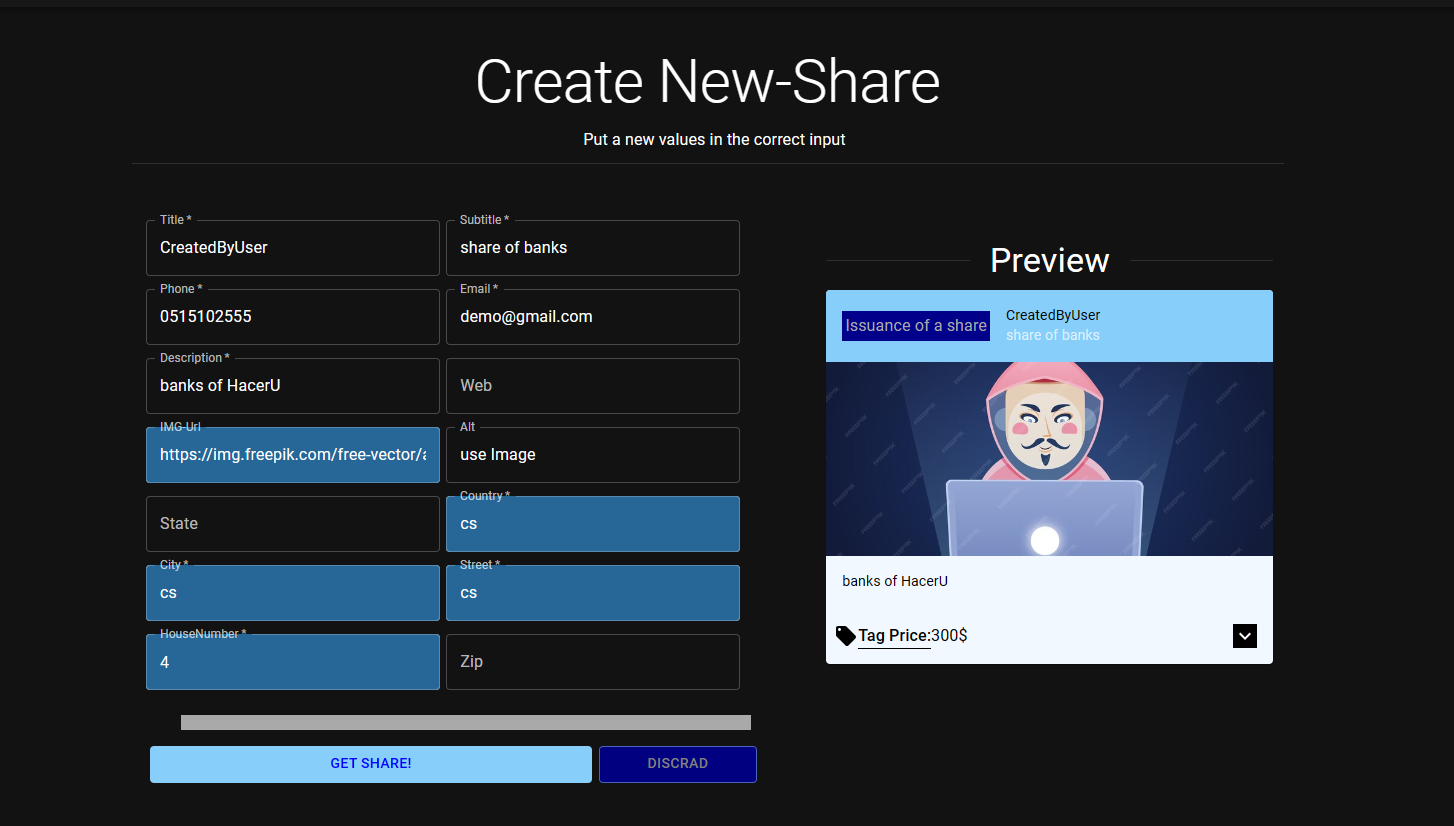 Create New-Share
Put a new values in the correct input
Title *
CreatedByUser
Subtitle *
share of banks
Phone *
0515102555
Email *
demo@gmail.com
Description *
banks of HacerU
Web
IMG-Url
https://img.freepik.com/free-vector/a
Alt
use Image
State
Country *
cs
City *
cs
Street *
cs
HouseNumber *
4
Zip
GET SHARE!
DISCRAD
Preview
Issuance of a share
CreatedByUser
share of banks
banks of HacerU
Tag Price:300$